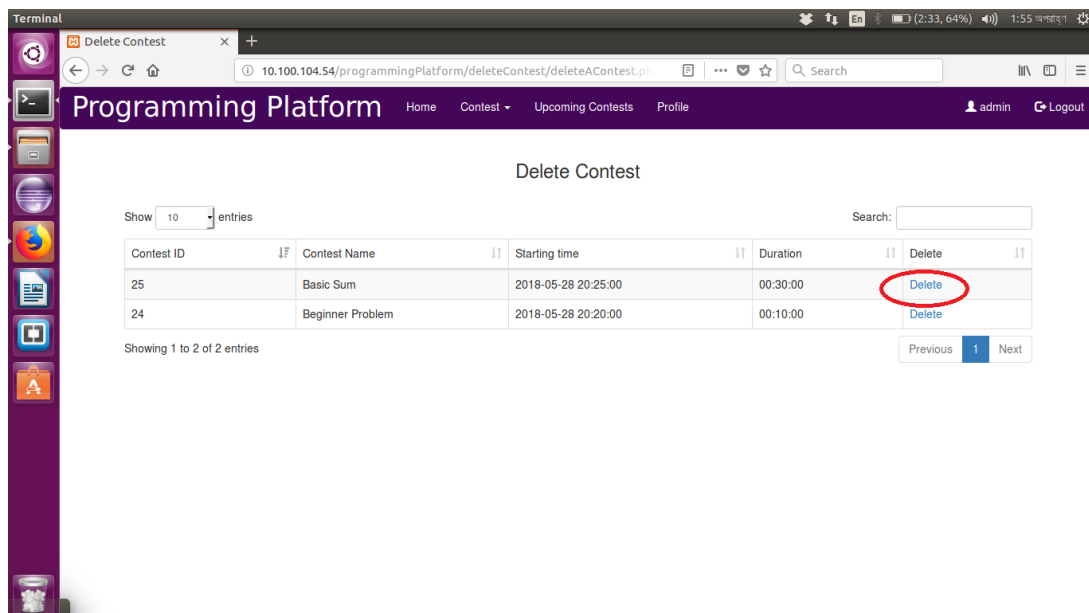 Terminal
En (2:33, 64%) 1:55 অপরাহ্ণ
Delete Contest × +
10.100.104.54/programmingPlatform/deleteContest/deleteAContest.ph ••• Search
Programming Platform Home Contest Upcoming Contests Profile admin Logout
Delete Contest
Show 10 entries Search:
Contest ID Contest Name Starting time Duration Delete
25 Basic Sum 2018-05-28 20:25:00 00:30:00 Delete
24 Beginner Problem 2018-05-28 20:20:00 00:10:00 Delete
Showing 1 to 2 of 2 entries Previous 1 Next